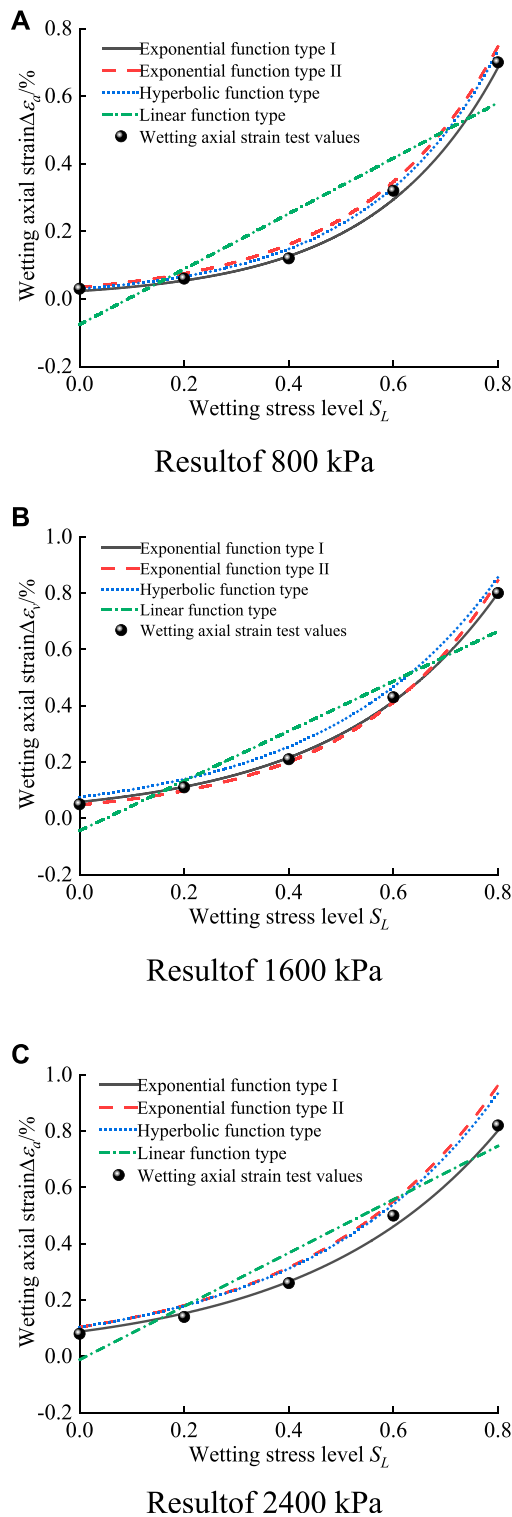 A
0.8
0.6
0.4
0.2
0.0
-0.2
Wetting axial strainΔεa/%
Exponential function type I
Exponential function type II
Hyperbolic function type
Linear function type
Wetting axial strain test values
0.0 0.2 0.4 0.6 0.8
Wetting stress level SL
Resultof 800 kPa
B
1.0
0.8
0.6
0.4
0.2
0.0
-0.2
Wetting axial strainΔεv/%
Exponential function type I
Exponential function type II
Hyperbolic function type
Linear function type
Wetting axial strain test values
0.0 0.2 0.4 0.6 0.8
Wetting stress level SL
Resultof 1600 kPa
C
1.0
0.8
0.6
0.4
0.2
0.0
-0.2
Wetting axial strainΔεa/%
Exponential function type I
Exponential function type II
Hyperbolic function type
Linear function type
Wetting axial strain test values
0.0 0.2 0.4 0.6 0.8
Wetting stress level SL
Resultof 2400 kPa